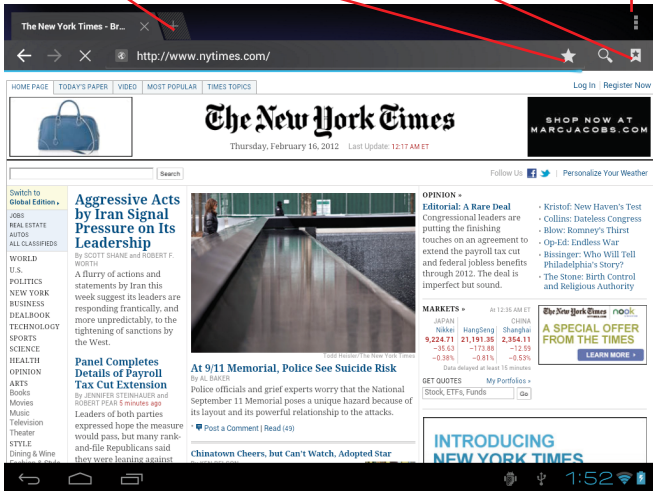 The New York Times - Br...
http://www.nytimes.com/
HOME PAGE TODAY'S PAPER VIDEO MOST POPULAR TIMES TOPICS
Log In Register Now
The New York Times
SHOP NOW AT
MARCJACOBS.COM
Thursday, February 16, 2012 Last Update: 12:17 AM ET
Search
Follow Us
Personalize Your Weather
Switch to
Global Edition
JOBS
REAL ESTATE
AUTOS
ALL CLASSIFIEDS
WORLD
U.S.
POLITICS
NEW YORK
BUSINESS
DEALBOOK
TECHNOLOGY
SPORTS
SCIENCE
HEALTH
OPINION
ARTS
Books
Movies
Music
Television
Theater
STYLE
Dining & Wine
Fashion & Style
Aggressive Acts
by Iran Signal
Pressure on Its
Leadership
By SCOTT SHANE and ROBERT F.
WORTH
A flurry of actions and
statements by Iran this
week suggest its leaders are
responding frantically, and
more unpredictably, to the
tightening of sanctions by
the West.
Panel Completes
Details of Payroll
Tax Cut Extension
By JENNIFER STEINHAUER and
ROBERT PEAR 5 minutes ago
Leaders of both parties
expressed hope the measure
would pass, but many rank-
and-file Republicans said
they were leaning against
Todd Heisler/The New York Times
At 9/11 Memorial, Police See Suicide Risk
By AL BAKER
Police officials and grief experts worry that the National
September 11 Memorial poses a unique hazard because of
its layout and its powerful relationship to the attacks.
• Post a Comment | Read (49)
Chinatown Cheers, but Can't Watch, Adopted Star
OPINION »
Editorial: A Rare Deal
Congressional leaders are
putting the finishing
touches on an agreement to
extend the payroll tax cut
and federal jobless benefits
through 2012. The deal is
imperfect but sound.
• Kristof: New Haven's Test
• Collins: Dateless Congress
• Blow: Romney's Thirst
• Op-Ed: Endless War
• Bissinger: Who Will Tell
Philadelphia's Story?
• The Stone: Birth Control
and Religious Authority
MARKETS » At 12:35 AM ET
JAPAN CHINA
Nikkei HangSeng Shanghai
9,224.71 21,191.35 2,354.11
−35.63 −173.88 −12.59
−0.38% −0.81% −0.53%
Data delayed at least 15 minutes
GET QUOTES My Portfolios »
Stock, ETFs, Funds Go
The New York Times nook
A SPECIAL OFFER
FROM THE TIMES
LEARN MORE
INTRODUCING
NEW YORK TIMES
1:52